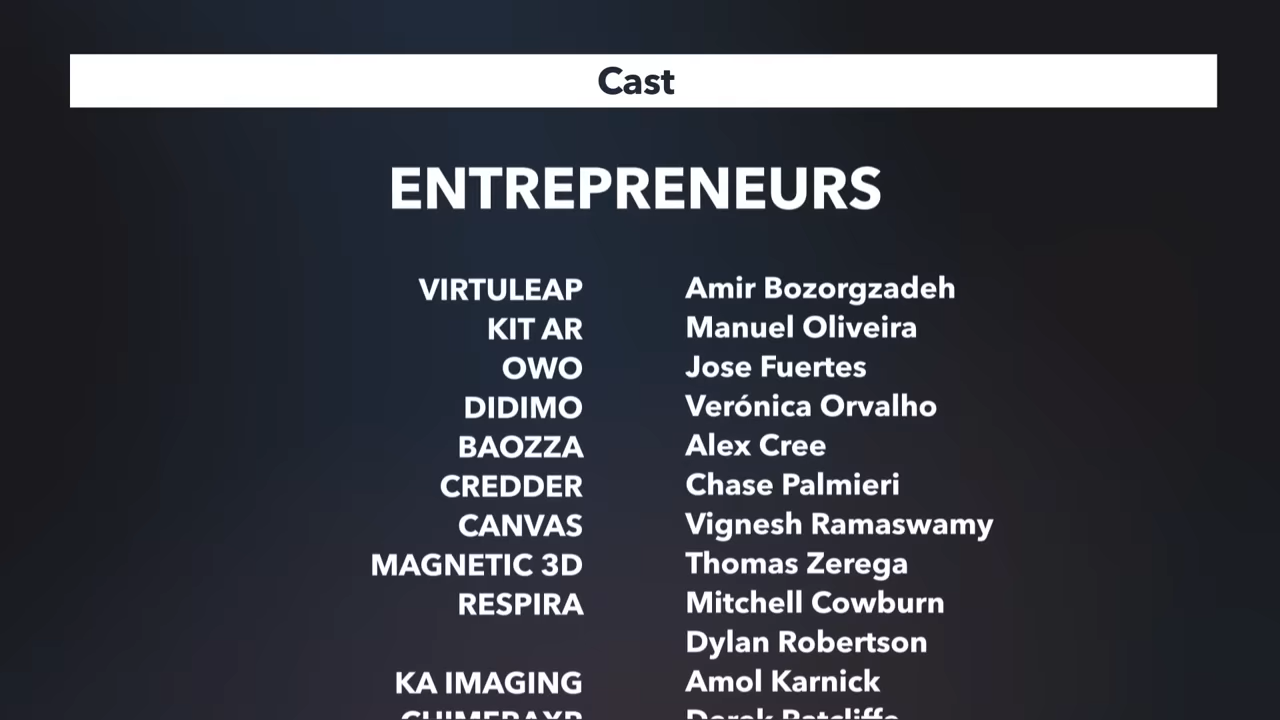 Cast
ENTREPRENEURS
VIRTULEAP Amir Bozorgzadeh
KIT AR Manuel Oliveira
OWO Jose Fuertes
DIDIMO Verónica Orvalho
BAOZZA Alex Cree
CREDDER Chase Palmieri
CANVAS Vignesh Ramaswamy
MAGNETIC 3D Thomas Zerega
RESPIRA Mitchell Cowburn
Dylan Robertson
KA IMAGING Amol Karnick